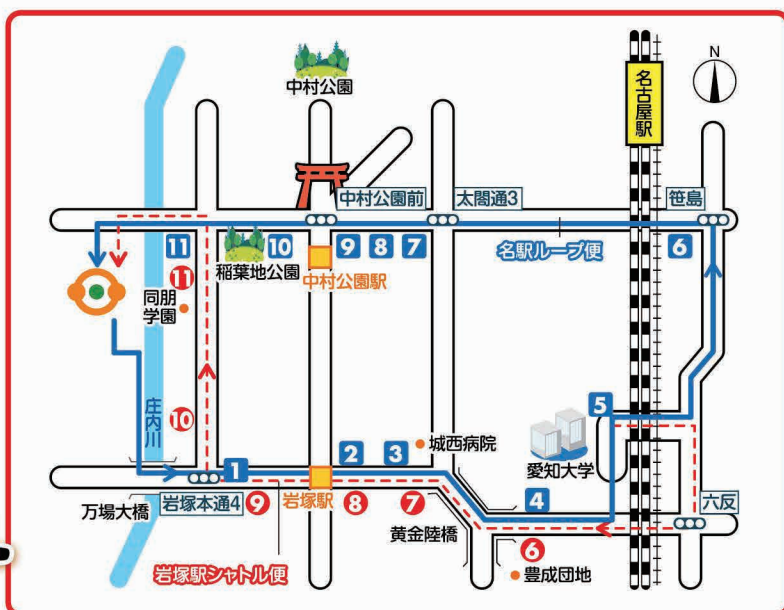 中村公園
名古屋駅
N
中村公園前
太閤通3
笹島
11
10
9
8
7
名駅ループ便
6
稲葉地公園
中村公園駅
11
同朋
学園
庄内川
10
5
城西病院
愛知大学
1
2
3
4
万場大橋
岩塚本通4
9
岩塚駅
8
7
六反
黄金陸橋
6
岩塚駅シャトル便
豊成団地